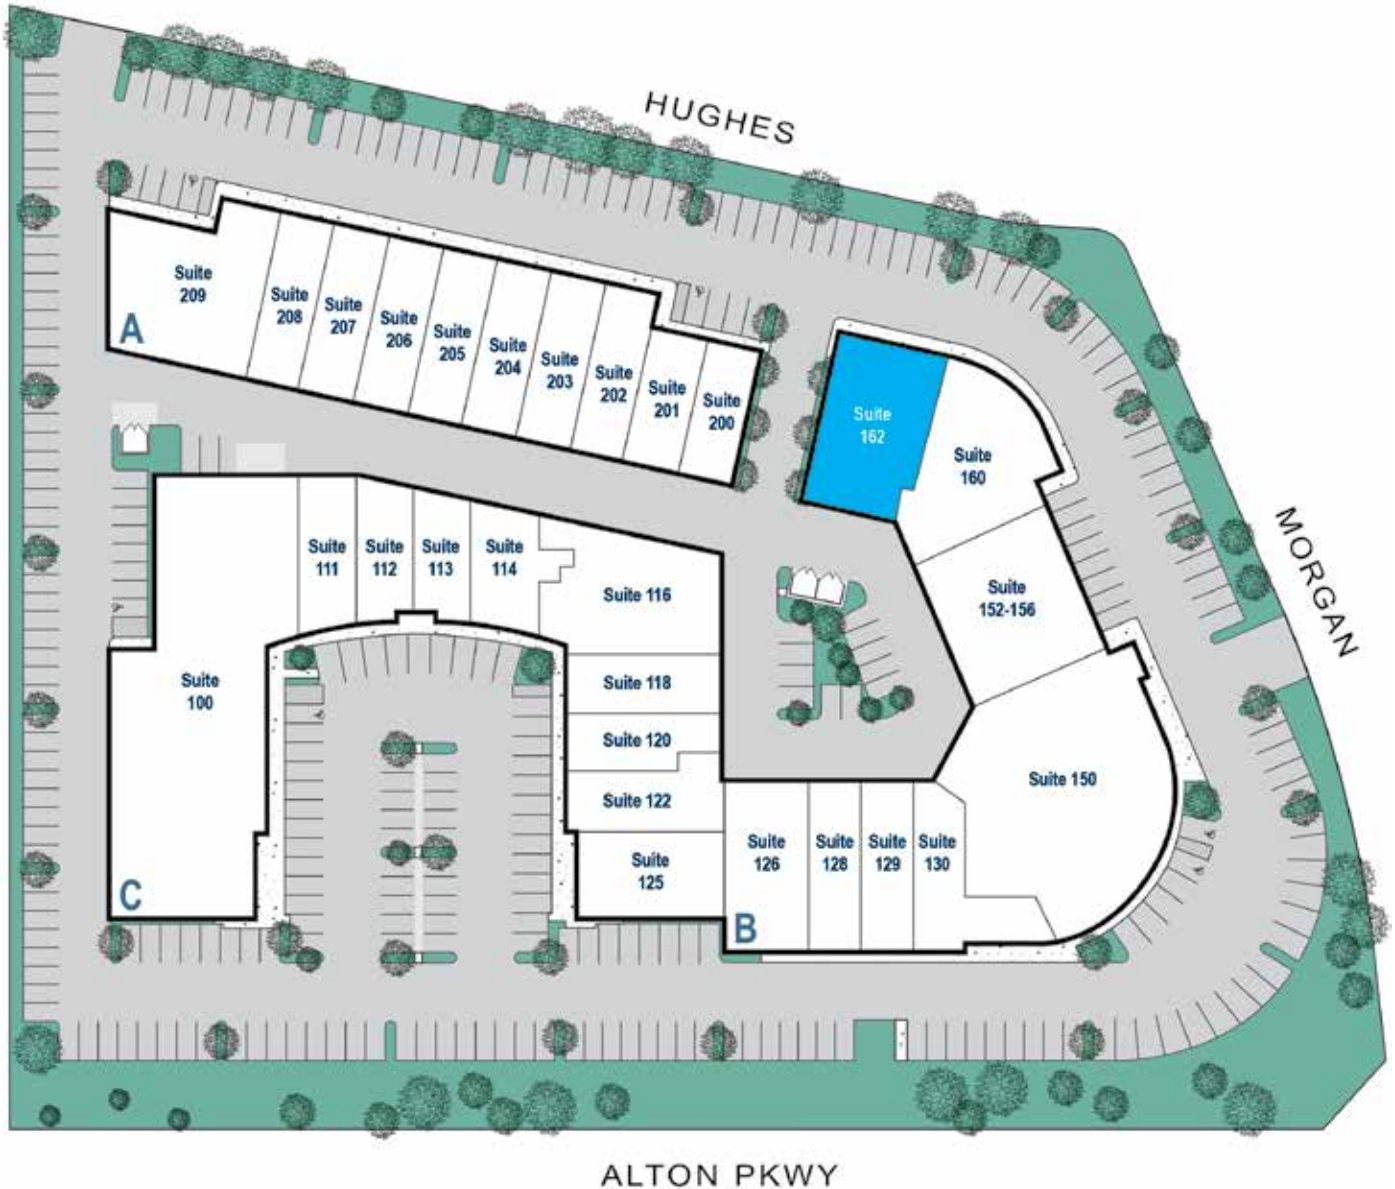 HUGHES
MORGAN
ALTON PKWY
A
Suite
209
Suite
208
Suite
207
Suite
206
Suite
205
Suite
204
Suite
203
Suite
202
Suite
201
Suite
200
Suite
162
Suite
160
Suite
152-156
Suite 150
Suite
111
Suite
112
Suite
113
Suite
114
Suite 116
Suite 118
Suite 120
Suite 122
Suite
125
Suite
100
C
Suite
126
Suite
128
Suite
129
Suite
130
B